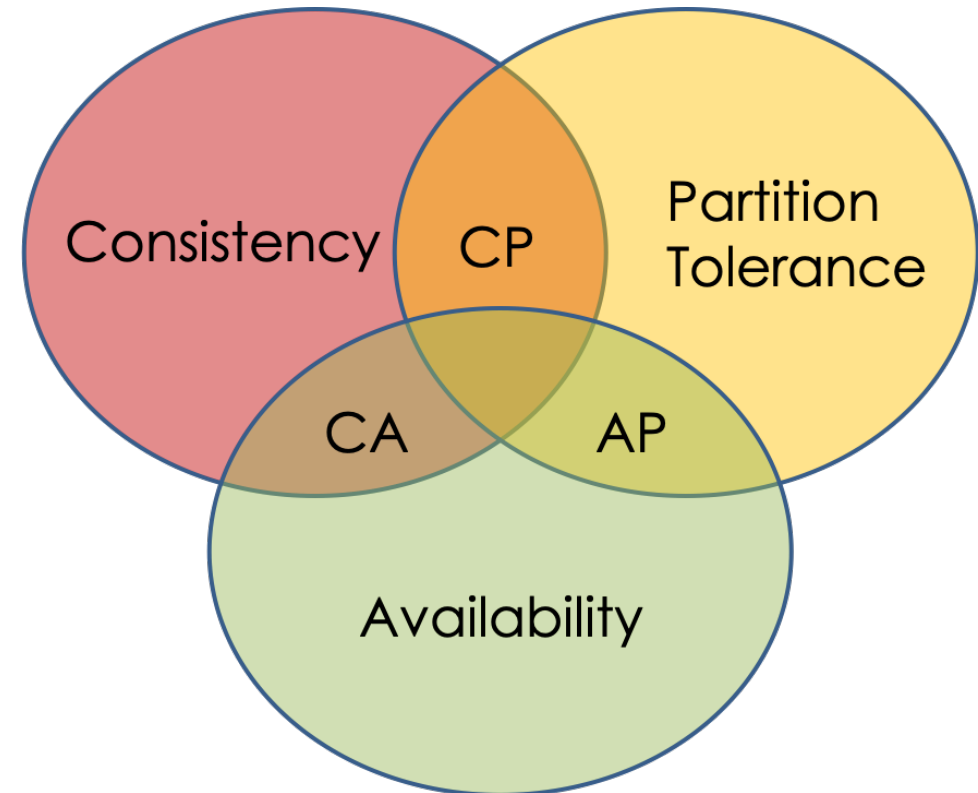 Consistency
CP
Partition
Tolerance
CA
AP
Availability